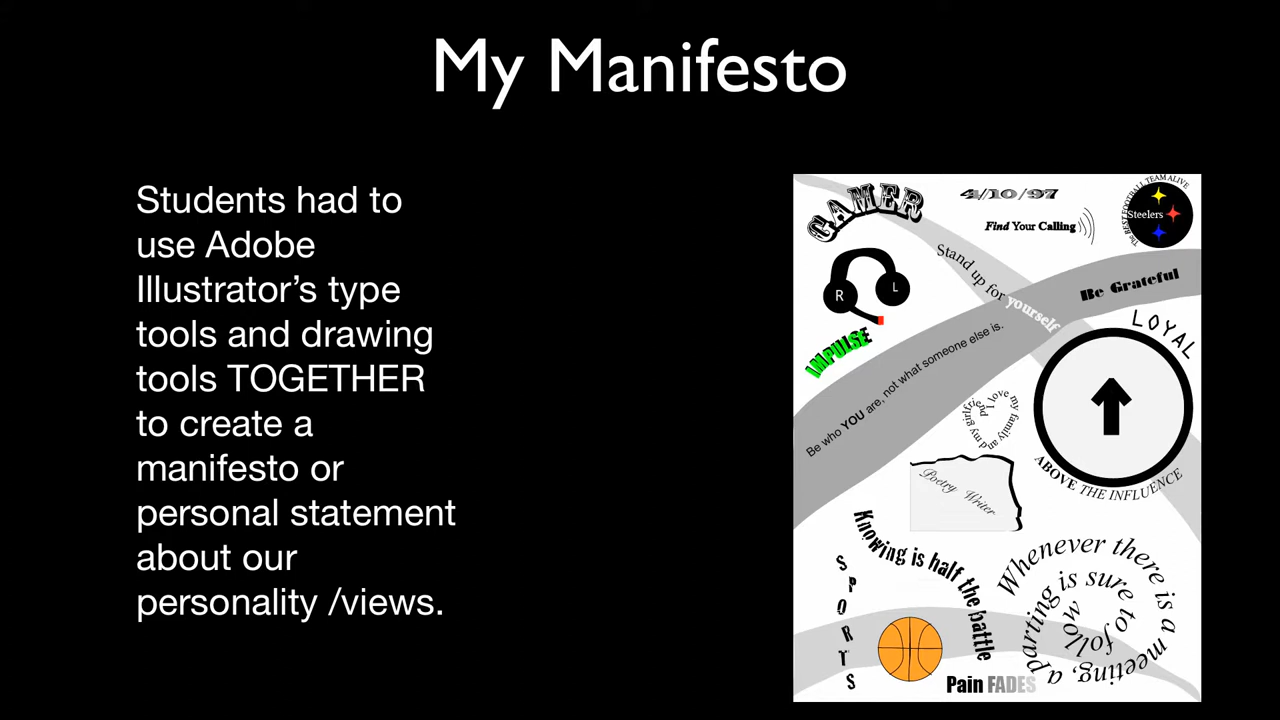 My Manifesto
Students had to
use Adobe
Illustrator’s type
tools and drawing
tools TOGETHER
to create a
manifesto or
personal statement
about our
personality /views.
GAMER
4/10/97
THE BEST FOOTBALL TEAM ALIVE
Steelers
Find Your Calling
Stand up for yourself
Be Grateful
R
L
IMPULSE
LOYAL
Be who YOU are, not what someone else is.
I love my family and my girlfriend
ABOVE THE INFLUENCE
Poetry Writer
Knowing is half the battle
SPORTS
Whenever there is a meeting, a parting is sure to follow
Pain FADES